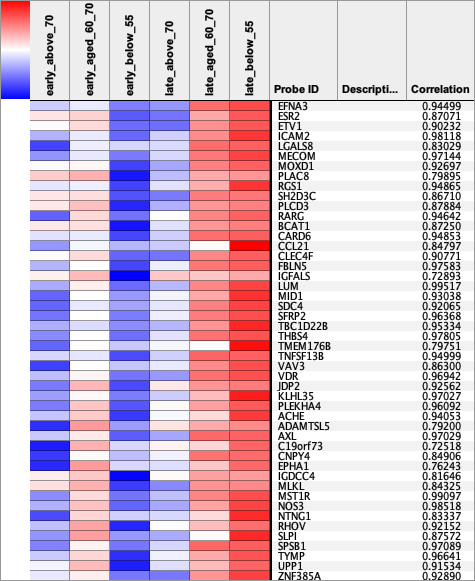 early_above_70
early_aged_60_70
early_below_55
late_above_70
late_aged_60_70
late_below_55
Probe ID Descripti... Correlation
EFNA3 0.94499
ESR2 0.87071
ETV1 0.90232
ICAM2 0.98118
LGALS8 0.83029
MECOM 0.97144
MOXD1 0.92697
PLAC8 0.79895
RGS1 0.94865
SH2D3C 0.86710
PLCD3 0.87884
RARG 0.94642
BCAT1 0.87250
CARD6 0.94853
CCL21 0.84797
CLEC4F 0.90771
FBLN5 0.97583
IGFALS 0.72893
LUM 0.99517
MID1 0.93038
SDC4 0.92065
SFRP2 0.96368
TBC1D22B 0.95334
THBS4 0.97805
TMEM176B 0.79751
TNFSF13B 0.94999
VAV3 0.86300
VDR 0.96942
JDP2 0.92562
KLHL35 0.97027
PLEKHA4 0.96092
ACHE 0.94053
ADAMTSL5 0.79200
AXL 0.97029
C19orf73 0.72518
CNPY4 0.84906
EPHA1 0.76243
IGDCC4 0.81646
MLKL 0.84325
MST1R 0.99097
NOS3 0.98518
NTNG1 0.83337
RHOV 0.92152
SLPI 0.87572
SPSB1 0.97089
TYMP 0.96641
UPP1 0.91534
ZNF385A 0.92896